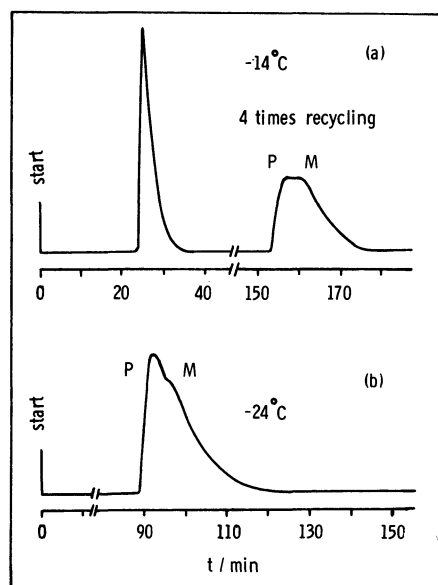 -14°C (a)
4 times recycling
start
P M
0 20 40 150 170
P M (b)
-24°C
start
0 90 110 130 150
t / min